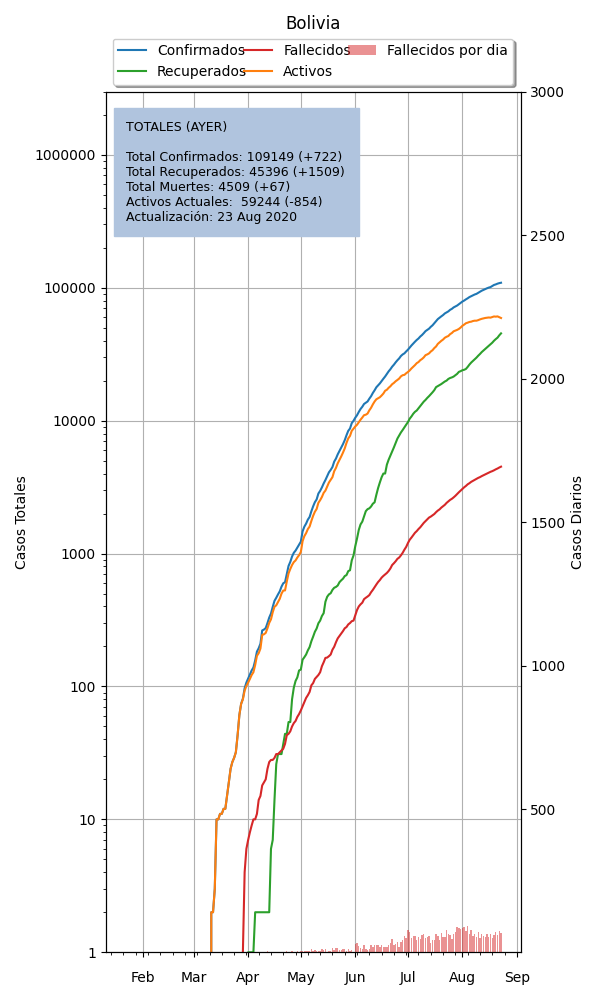 Bolivia
Confirmados Fallecidos Fallecidos por dia
Recuperados Activos
TOTALES (AYER)
Total Confirmados: 109149 (+722)
Total Recuperados: 45396 (+1509)
Total Muertes: 4509 (+67)
Activos Actuales:  59244 (-854)
Actualización: 23 Aug 2020
Casos Totales
1000000
100000
10000
1000
100
10
1
Casos Diarios
3000
2500
2000
1500
1000
500
Feb Mar Apr May Jun Jul Aug Sep